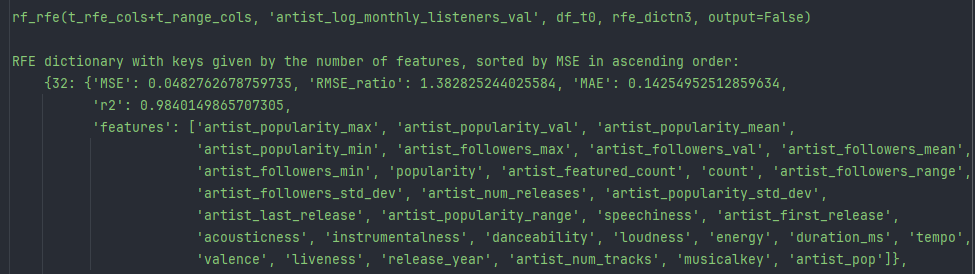 rf_rfe(t_rfe_cols+t_range_cols, 'artist_log_monthly_listeners_val', df_t0, rfe_dictn3, output=False)
RFE dictionary with keys given by the number of features, sorted by MSE in ascending order:
{32: {'MSE': 0.0482762678759735, 'RMSE_ratio': 1.382825244025584, 'MAE': 0.14254952512859634,
'r2': 0.9840149865707305,
'features': ['artist_popularity_max', 'artist_popularity_val', 'artist_popularity_mean',
'artist_popularity_min', 'artist_followers_max', 'artist_followers_val', 'artist_followers_mean',
'artist_followers_min', 'popularity', 'artist_featured_count', 'count', 'artist_followers_range',
'artist_followers_std_dev', 'artist_num_releases', 'artist_popularity_std_dev',
'artist_last_release', 'artist_popularity_range', 'speechiness', 'artist_first_release',
'acousticness', 'instrumentalness', 'danceability', 'loudness', 'energy', 'duration_ms', 'tempo',
'valence', 'liveness', 'release_year', 'artist_num_tracks', 'musicalkey', 'artist_pop']},